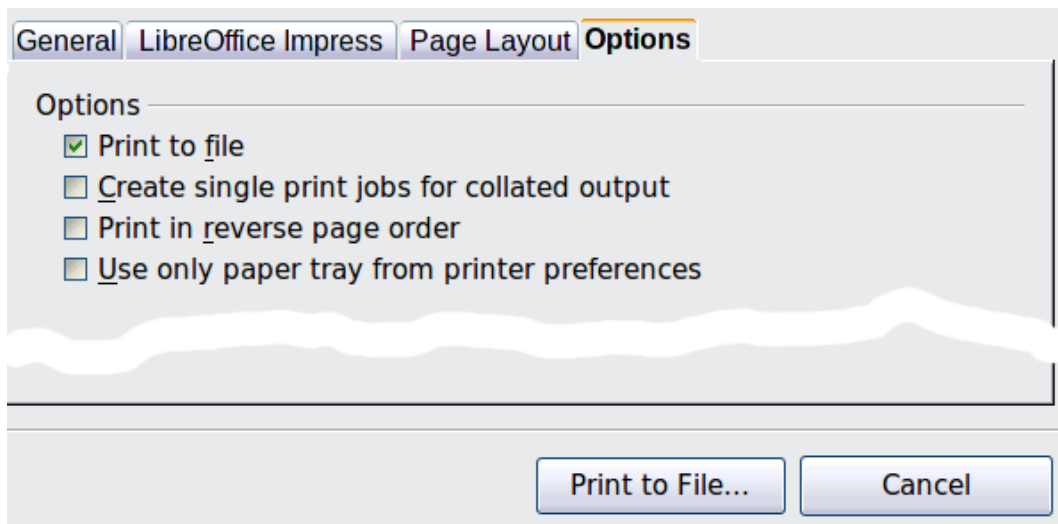 General LibreOffice Impress Page Layout Options
Options
Print to file
Create single print jobs for collated output
Print in reverse page order
Use only paper tray from printer preferences
Print to File... Cancel